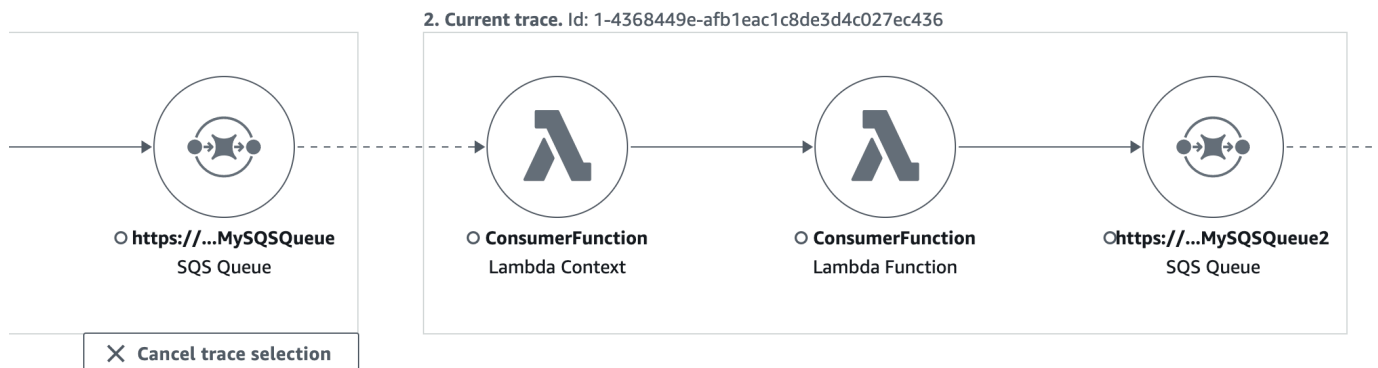 2. Current trace. Id: 1-4368449e-afb1eac1c8de3d4c027ec436
https://...MySQSQueue
SQS Queue
ConsumerFunction
Lambda Context
ConsumerFunction
Lambda Function
https://...MySQSQueue2
SQS Queue
Cancel trace selection